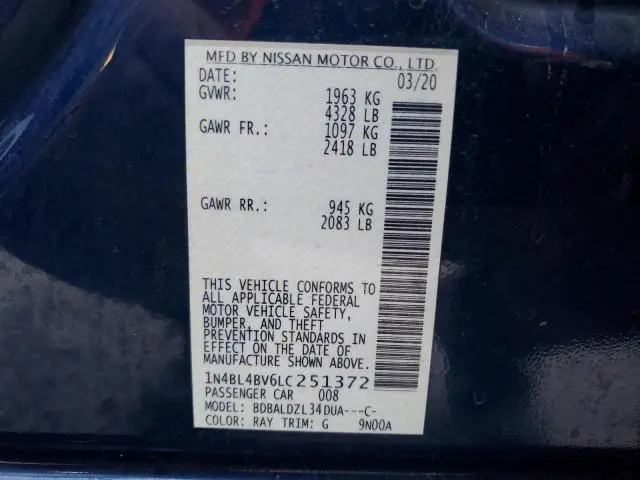 MFD BY NISSAN MOTOR CO., LTD.
DATE: 03/20
GVWR: 1963 KG
4328 LB
GAWR FR.: 1097 KG
2418 LB
GAWR RR.: 945 KG
2083 LB
THIS VEHICLE CONFORMS TO
ALL APPLICABLE FEDERAL
MOTOR VEHICLE SAFETY,
BUMPER, AND THEFT
PREVENTION STANDARDS IN
EFFECT ON THE DATE OF
MANUFACTURE SHOWN ABOVE.
1N4BL4BV6LC251372
PASSENGER CAR 008
MODEL: BDBALDZL34DUA---C-
COLOR: RAY TRIM: G 9N00A